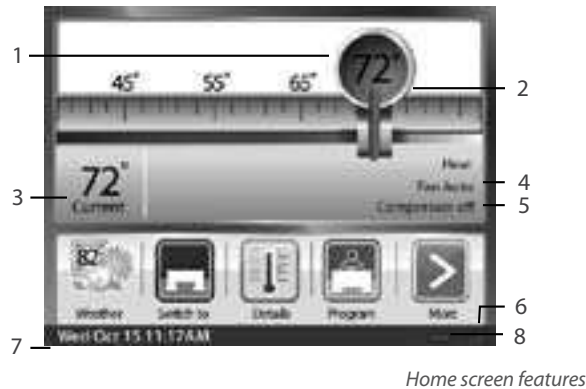 1
72°
2
45° 55° 65°
3
72°
Current
Heat
Fan Auto
4
Compressor off
5
82°
Weather Switch to Details Program More
6
7
Wed Oct 15 11:17AM
8
Home screen features